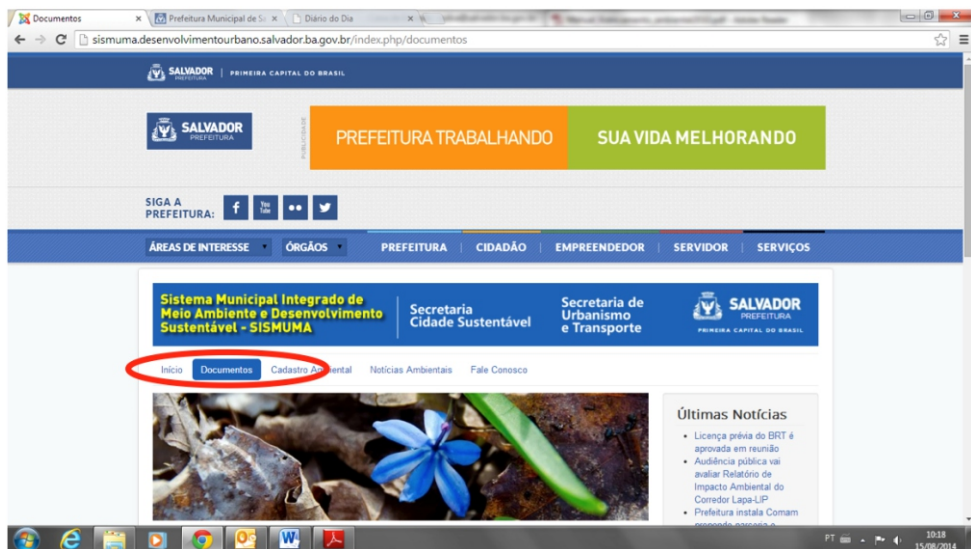 Documentos
Prefeitura Municipal de Sa
Diário do Dia
sismuma.desenvolvimentourbano.salvador.ba.gov.br/index.php/documentos
SALVADOR
PREFEITURA
PRIMEIRA CAPITAL DO BRASIL
SALVADOR
PREFEITURA
PUBLICIDADE
PREFEITURA TRABALHANDO
SUA VIDA MELHORANDO
SIGA A
PREFEITURA:
f
You
Tube
ÁREAS DE INTERESSE
ÓRGÃOS
PREFEITURA
CIDADÃO
EMPREENDEDOR
SERVIDOR
SERVIÇOS
Sistema Municipal Integrado de
Meio Ambiente e Desenvolvimento
Sustentável - SISMUMA
Secretaria
Cidade Sustentável
Secretaria de
Urbanismo
e Transporte
SALVADOR
PREFEITURA
PRIMEIRA CAPITAL DO BRASIL
Início
Documentos
Cadastro Ambiental
Notícias Ambientais
Fale Conosco
Últimas Notícias
Licença prévia do BRT é
aprovada em reunião
Audiência pública vai
avaliar Relatório de
Impacto Ambiental do
Corredor Lapa-LIP
Prefeitura instala Comam
PT
10:18
15/08/2014